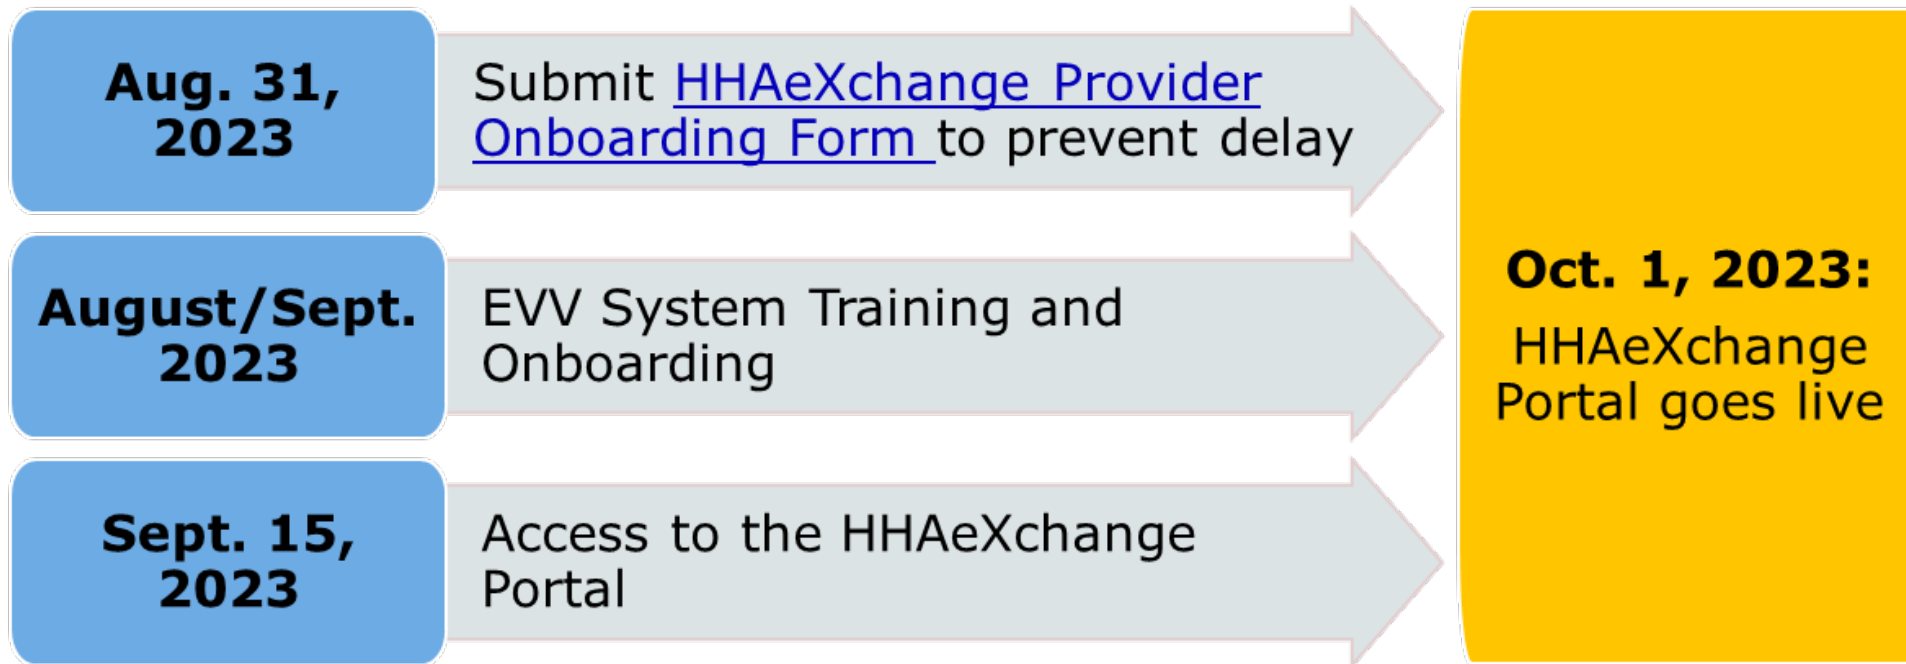 Aug. 31,
2023
Submit HHAeXchange Provider
Onboarding Form to prevent delay
August/Sept.
2023
EVV System Training and
Onboarding
Sept. 15,
2023
Access to the HHAeXchange
Portal
Oct. 1, 2023:
HHAeXchange
Portal goes live